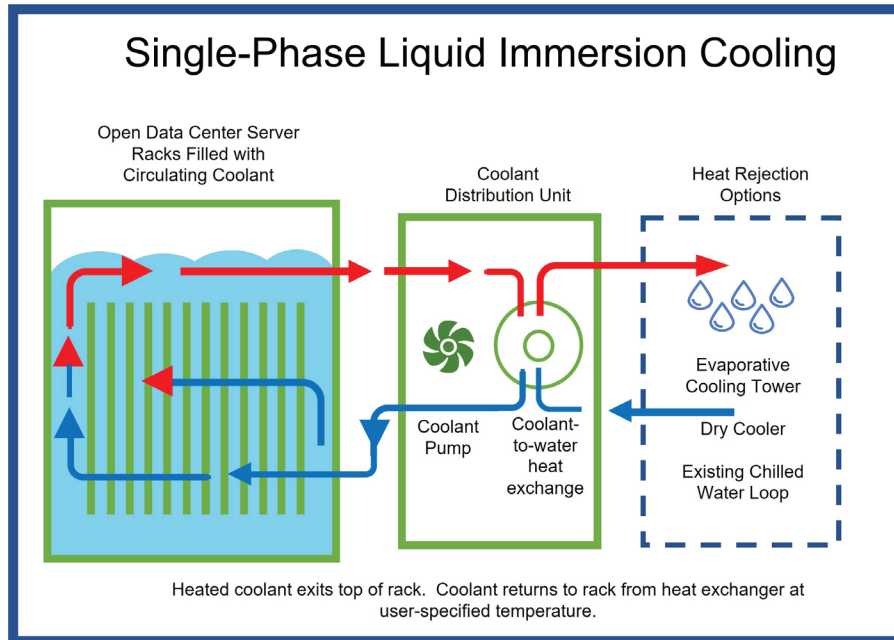 Single-Phase Liquid Immersion Cooling
Open Data Center Server
Racks Filled with
Circulating Coolant
Coolant
Distribution Unit
Heat Rejection
Options
Coolant
Pump
Coolant-
to-water
heat
exchange
Evaporative
Cooling Tower
Dry Cooler
Existing Chilled
Water Loop
Heated coolant exits top of rack.  Coolant returns to rack from heat exchanger at
user-specified temperature.